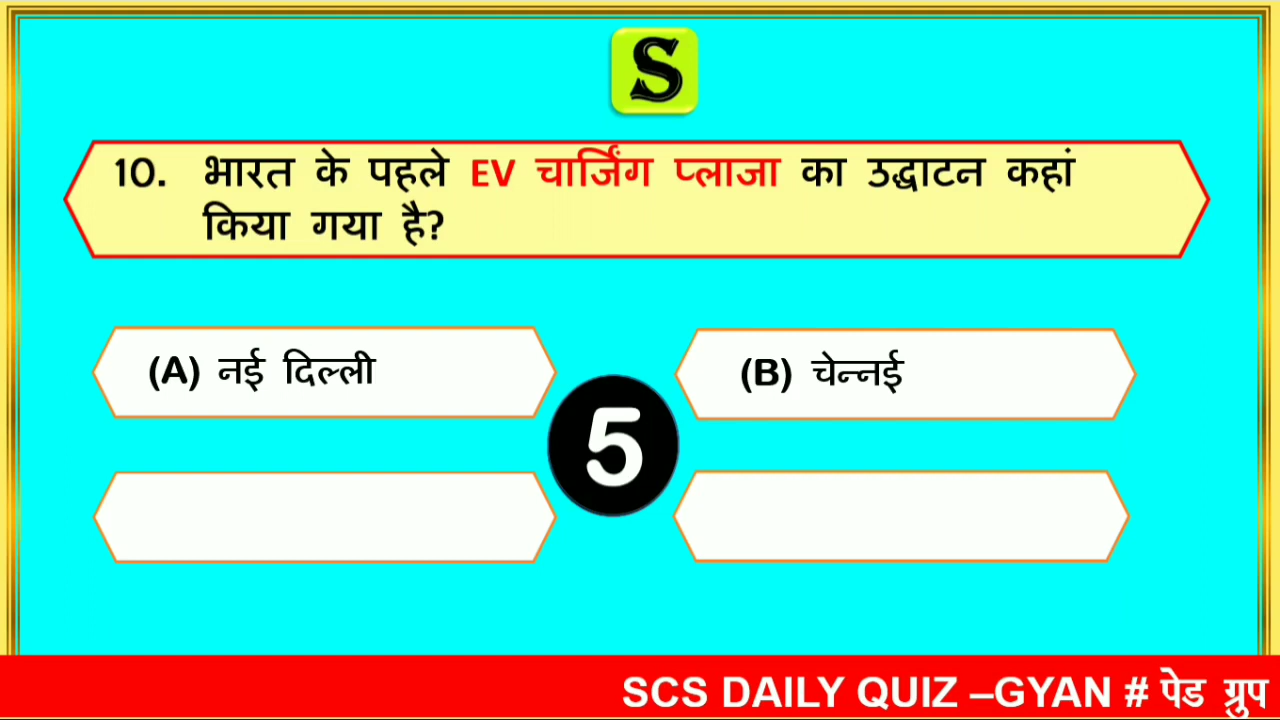 S
10. भारत के पहले EV चार्जिंग प्लाजा का उद्घाटन कहां
किया गया है?
(A) नई दिल्ली
(B) चेन्नई
5
SCS DAILY QUIZ –GYAN # पेड ग्रुप